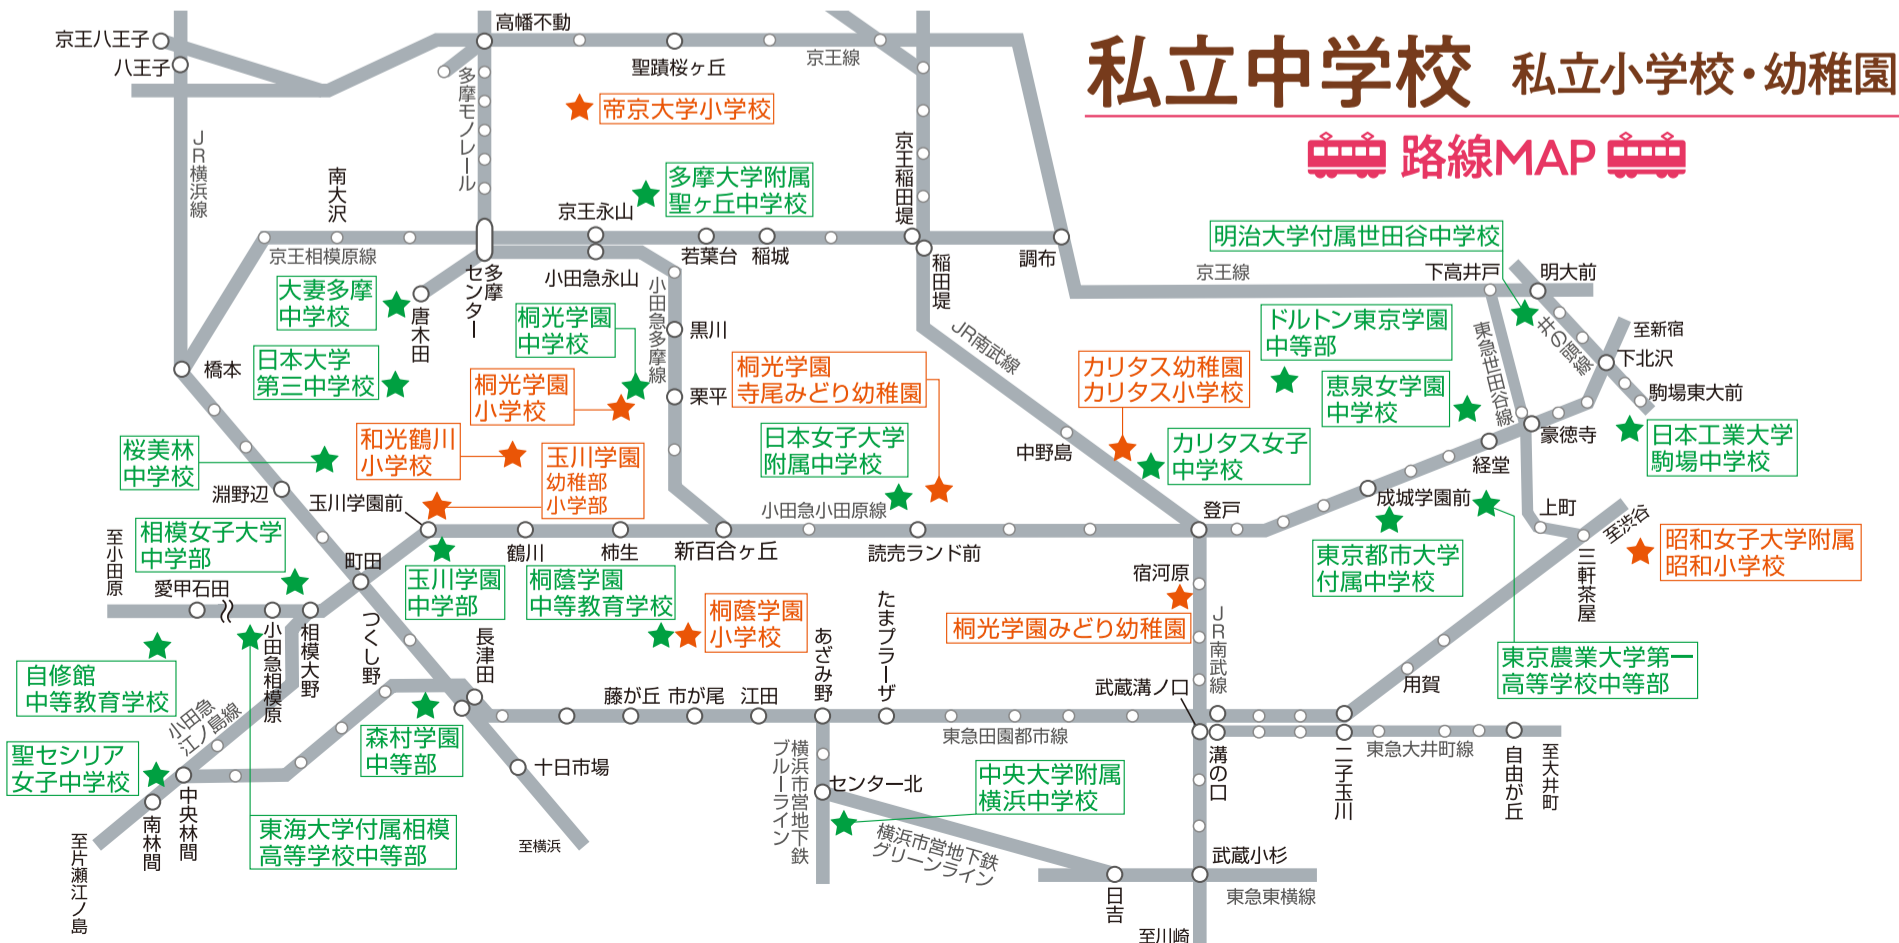 私立中学校 私立小学校・幼稚園
路線MAP
京王八王子
八王子
高幡不動
聖蹟桜ヶ丘
京王線
多摩モノレール
帝京大学小学校
JR横浜線
南大沢
京王永山
多摩大学附属
聖ヶ丘中学校
京王稲田堤
京王相模原線
多摩
センター
小田急永山
若葉台
稲城
稲田堤
調布
明治大学付属世田谷中学校
京王線
下高井戸
明大前
大妻多摩
中学校
唐木田
桐光学園
中学校
小田急多摩線
黒川
JR南武線
ドルトン東京学園
中等部
東急世田谷線
井の頭線
至新宿
下北沢
橋本
日本大学
第三中学校
桐光学園
小学校
栗平
桐光学園
寺尾みどり幼稚園
カリタス幼稚園
カリタス小学校
恵泉女学園
中学校
駒場東大前
桜美林
中学校
和光鶴川
小学校
玉川学園
幼稚部
小学部
日本女子大学
附属中学校
中野島
カリタス女子
中学校
経堂
豪徳寺
日本工業大学
駒場中学校
淵野辺
玉川学園前
小田急小田原線
登戸
成城学園前
上町
至渋谷
至小田原
相模女子大学
中学部
町田
鶴川
柿生
新百合ヶ丘
読売ランド前
東京都市大学
付属中学校
三軒茶屋
昭和女子大学附属
昭和小学校
愛甲石田
小田急相模原
相模大野
玉川学園
中学部
桐蔭学園
中等教育学校
桐蔭学園
小学校
宿河原
桐光学園みどり幼稚園
JR南武線
自修館
中等教育学校
つくし野
長津田
あざみ野
たまプラーザ
東京農業大学第一
高等学校中等部
小田急
江ノ島線
藤が丘
市が尾
江田
武蔵溝ノ口
用賀
聖セシリア
女子中学校
森村学園
中等部
東急田園都市線
溝の口
二子玉川
東急大井町線
自由が丘
至大井町
中央林間
南林間
十日市場
横浜市営地下鉄
ブルーライン
センター北
中央大学附属
横浜中学校
至片瀬江ノ島
東海大学付属相模
高等学校中等部
至横浜
横浜市営地下鉄
グリーンライン
日吉
武蔵小杉
東急東横線
至川崎